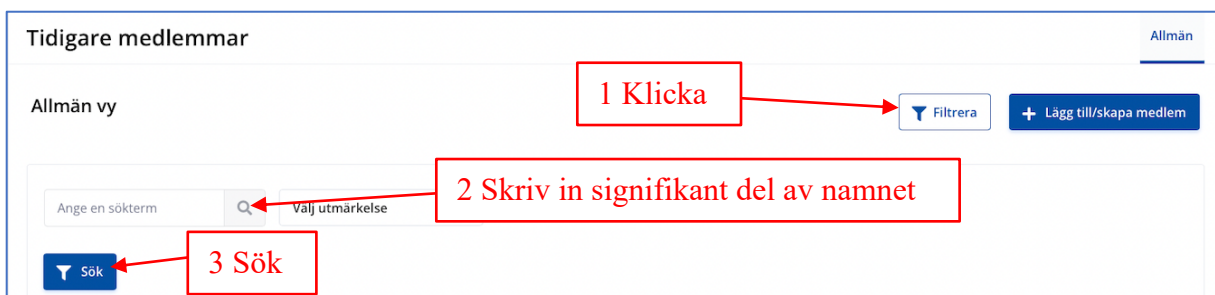 Tidigare medlemmar
Allmän
1 Klicka
Allmän vy
Filtrera
+ Lägg till/skapa medlem
2 Skriv in signifikant del av namnet
Ange en sökterm
Välj utmärkelse
3 Sök
Sök